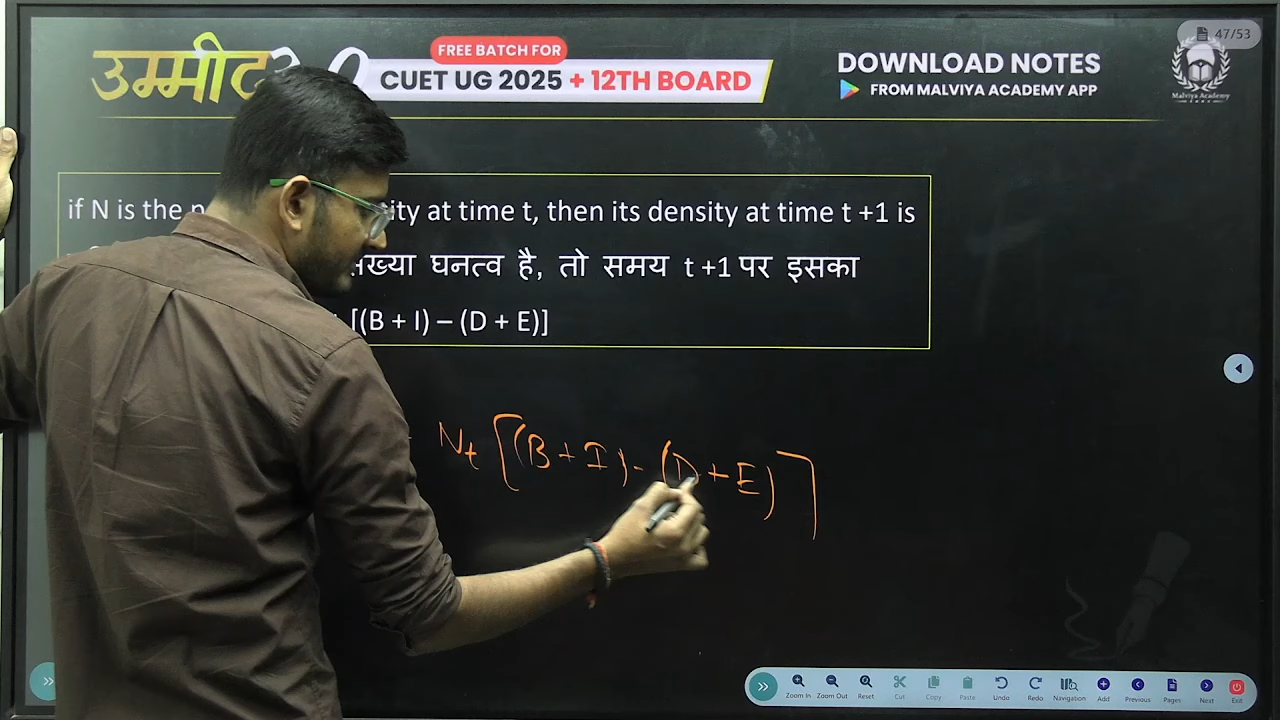 47/53
FREE BATCH FOR
CUET UG 2025 + 12TH BOARD
DOWNLOAD NOTES
FROM MALVIYA ACADEMY APP
Malviya Academy
if N is the at time t, then its density at time t +1 is
घनत्व है, तो समय t +1 पर इसका
[(B + I) – (D + E)]
Nt [(B + I) - (D + E)]
Zoom In Zoom Out Reset Cut Copy Paste Undo Redo Navigation Add Previous Pages Next Exit